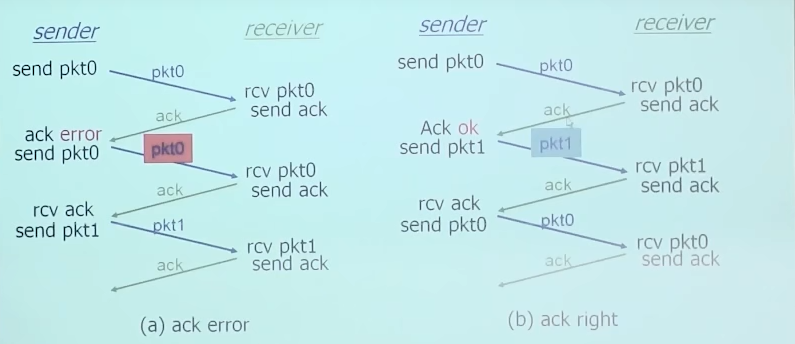 sender
receiver
send pkt0
pkt0
rcv pkt0
send ack
ack
ack error
send pkt0
pkt0
rcv pkt0
send ack
ack
rcv ack
send pkt1
pkt1
rcv pkt1
send ack
ack
(a) ack error
sender
receiver
send pkt0
pkt0
rcv pkt0
send ack
ack
Ack ok
send pkt1
pkt1
rcv pkt1
send ack
ack
rcv ack
send pkt0
pkt0
rcv pkt0
send ack
ack
(b) ack right